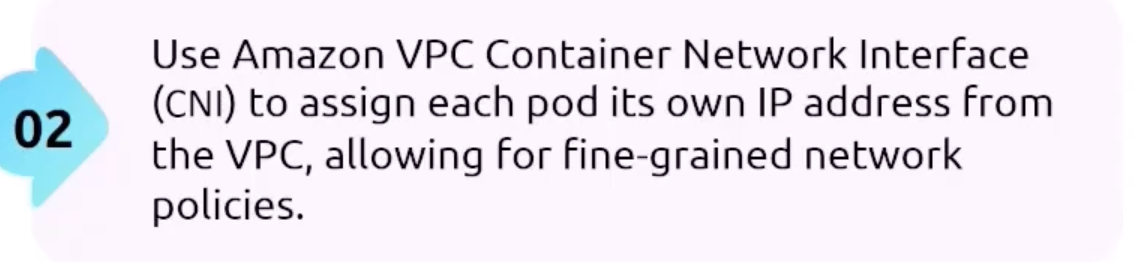 02
Use Amazon VPC Container Network Interface
(CNI) to assign each pod its own IP address from
the VPC, allowing for fine-grained network
policies.